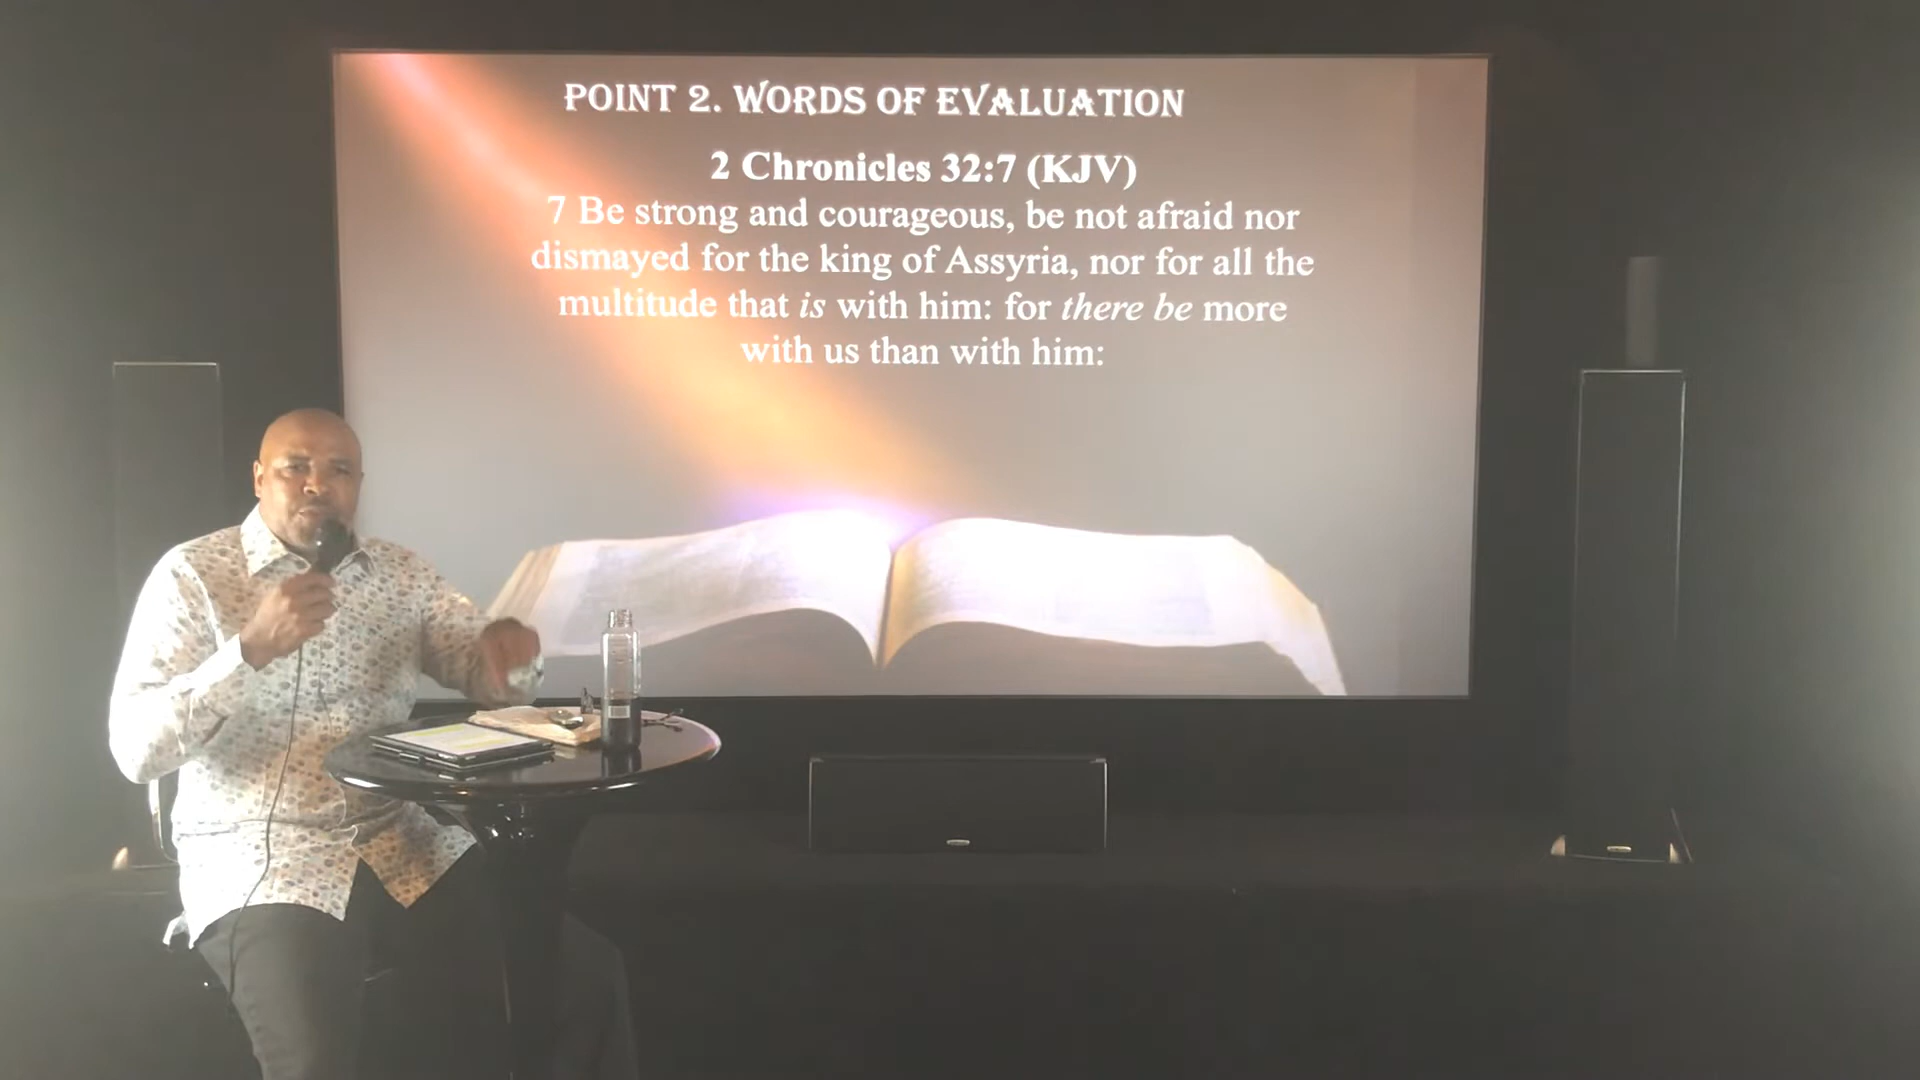 POINT 2. WORDS OF EVALUATION
2 Chronicles 32:7 (KJV)
7 Be strong and courageous, be not afraid nor
dismayed for the king of Assyria, nor for all the
multitude that is with him: for there be more
with us than with him: